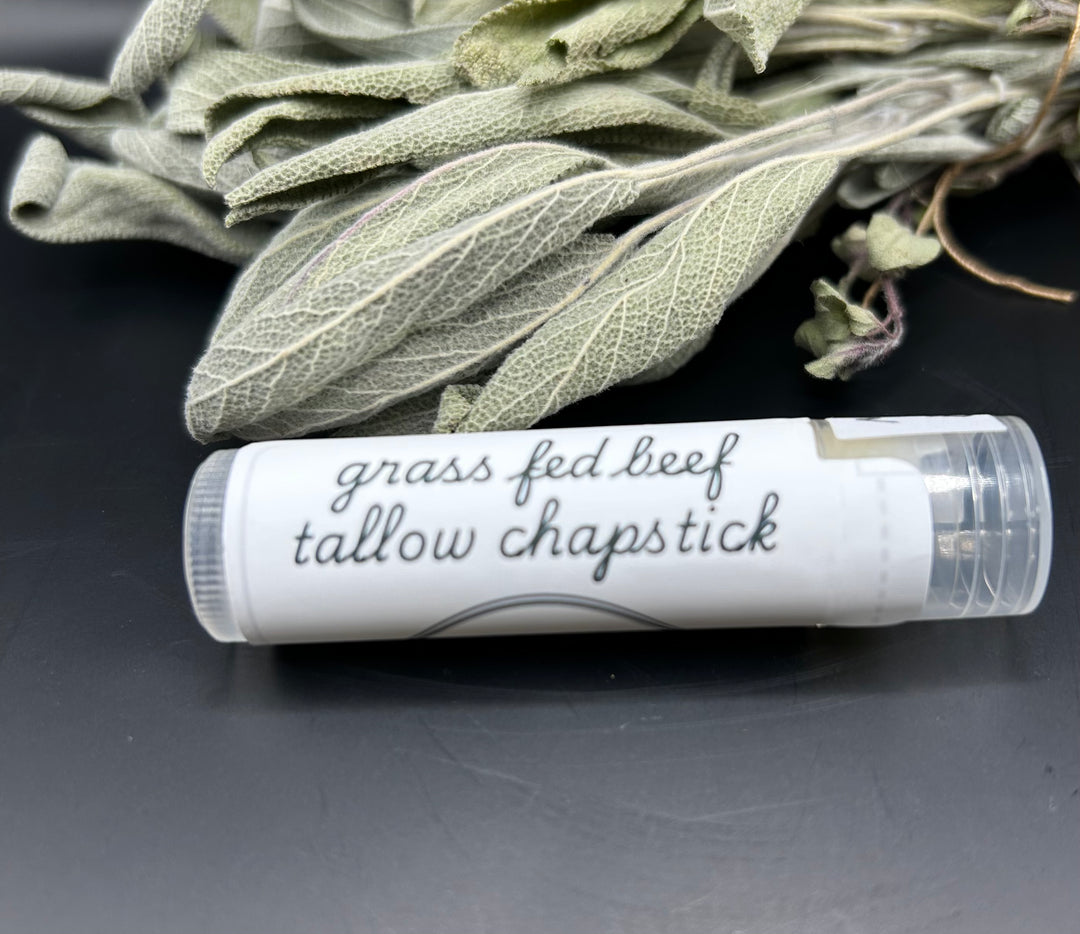 grass fed beef
tallow chapstick